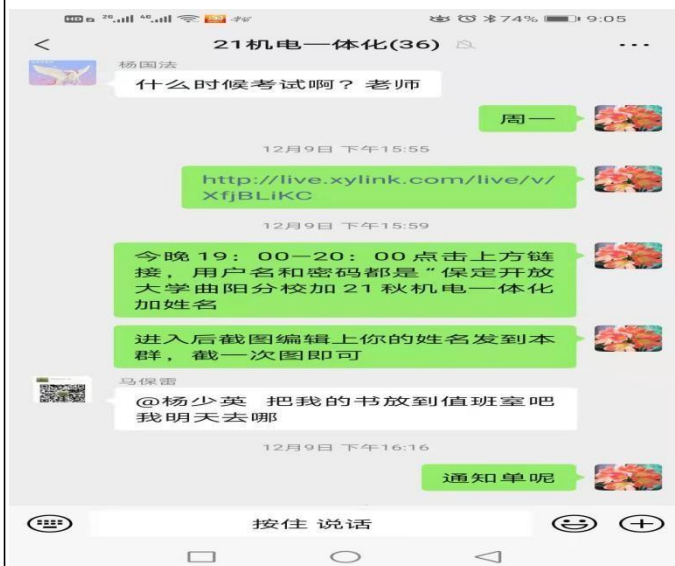 HD 2G 4G 74% 9:05
< 21机电一体化(36) ...
杨国法
什么时候考试啊? 老师
周一
12月9日 下午15:55
http://live.xylink.com/live/v/
XfjBLiKC
12月9日 下午15:59
今晚 19：00—20：00 点击上方链
接，用户名和密码都是"保定开放
大学曲阳分校加 21 秋机电一体化
加姓名
进入后截图编辑上你的姓名发到本
群，截一次图即可
马保雷
@杨少英 把我的书放到值班室吧
我明天去哪
12月9日 下午16:16
通知单呢
按住 说话